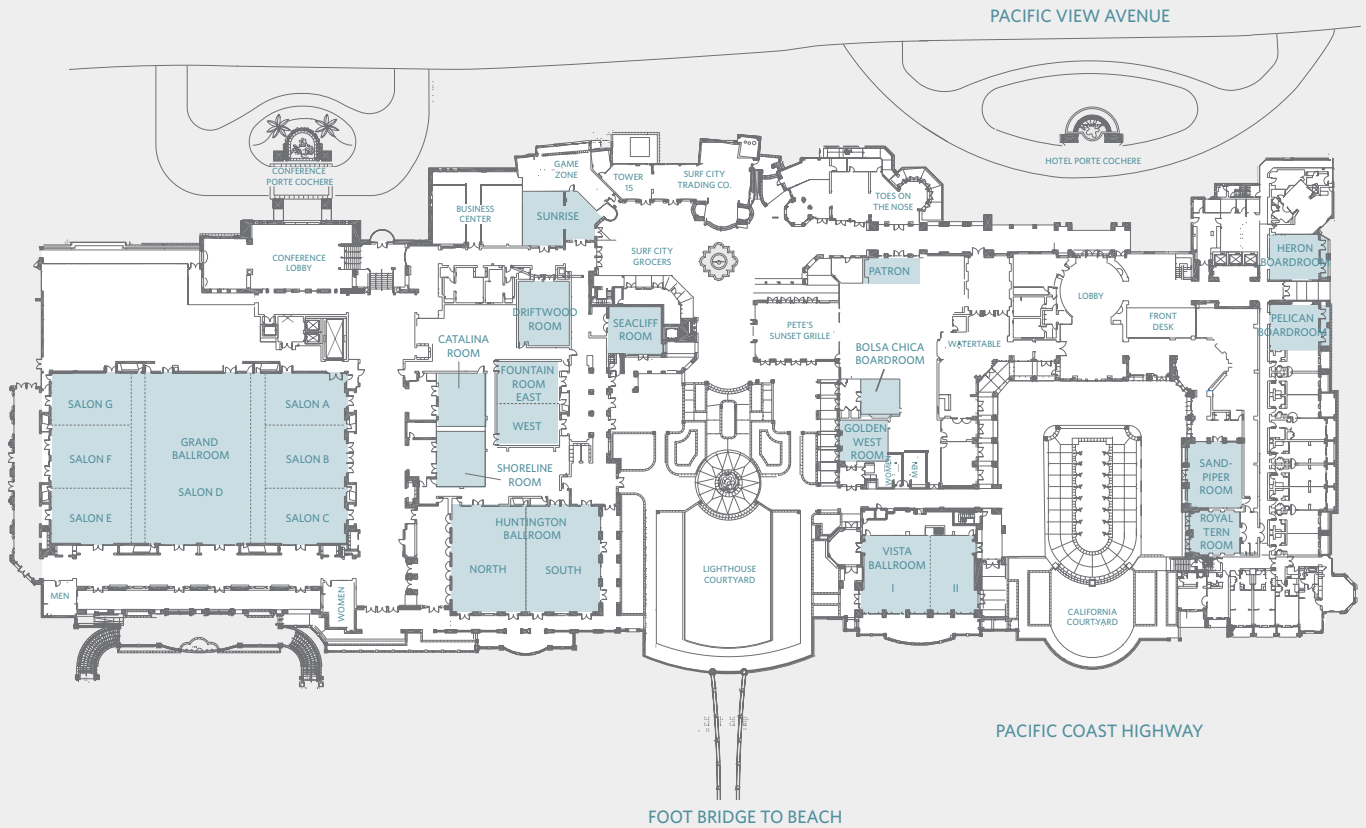 PACIFIC VIEW AVENUE
CONFERENCE
PORTE COCHERE
HOTEL PORTE COCHERE
GAME
ZONE
TOWER
15
SURF CITY
TRADING CO.
TOES ON
THE NOSE
BUSINESS
CENTER
SUNRISE
CONFERENCE
LOBBY
SURF CITY
GROCERS
PATRON
HERON
BOARDROOM
LOBBY
DRIFTWOOD
ROOM
SEACLIFF
ROOM
PETE'S
SUNSET GRILLE
FRONT
DESK
PELICAN
BOARDROOM
CATALINA
ROOM
BOLSA CHICA
BOARDROOM
WATERTABLE
FOUNTAIN
ROOM
EAST
WEST
SALON G
SALON A
GRAND
BALLROOM
SALON F
SALON B
SALON D
SALON E
SALON C
GOLDEN
WEST
ROOM
WOMEN
MEN
SHORELINE
ROOM
SAND-
PIPER
ROOM
HUNTINGTON
BALLROOM
NORTH
SOUTH
ROYAL
TERN
ROOM
VISTA
BALLROOM
I
II
LIGHTHOUSE
COURTYARD
MEN
WOMEN
CALIFORNIA
COURTYARD
PACIFIC COAST HIGHWAY
FOOT BRIDGE TO BEACH